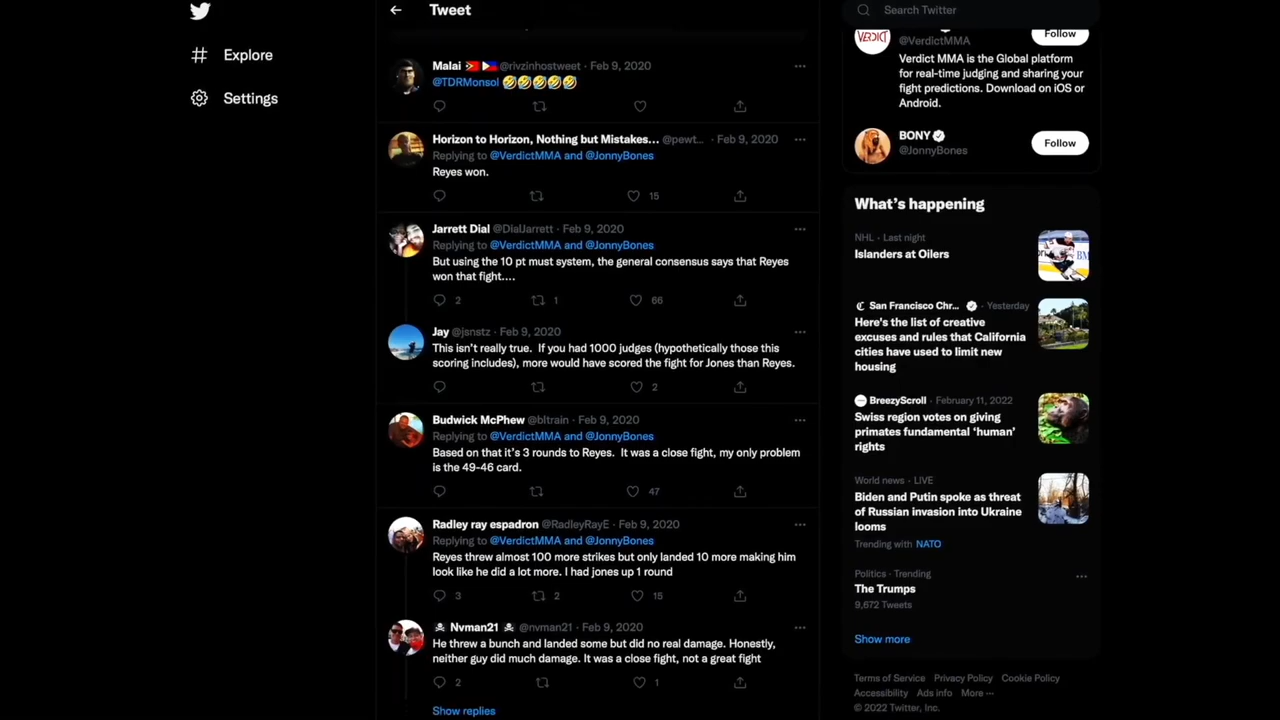 Tweet
Search Twitter
Explore
Settings
Malai @rivzinhostweet · Feb 9, 2020
@TDRMonsol 🤣🤣🤣🤣🤣
Horizon to Horizon, Nothing but Mistakes... @pewt... · Feb 9, 2020
Replying to @VerdictMMA and @JonnyBones
Reyes won.
15
Jarrett Dial @DialJarrett · Feb 9, 2020
Replying to @VerdictMMA and @JonnyBones
But using the 10 pt must system, the general consensus says that Reyes
won that fight....
2 1 66
Jay @jsnstz · Feb 9, 2020
This isn't really true. If you had 1000 judges (hypothetically those this
scoring includes), more would have scored the fight for Jones than Reyes.
2
Budwick McPhew @bltrain · Feb 9, 2020
Replying to @VerdictMMA and @JonnyBones
Based on that it's 3 rounds to Reyes. It was a close fight, my only problem
is the 49-46 card.
47
Radley ray espadron @RadleyRayE · Feb 9, 2020
Replying to @VerdictMMA and @JonnyBones
Reyes threw almost 100 more strikes but only landed 10 more making him
look like he did a lot more. I had jones up 1 round
3 2 15
☠ Nvman21 ☠ @nvman21 · Feb 9, 2020
He threw a bunch and landed some but did no real damage. Honestly,
neither guy did much damage. It was a close fight, not a great fight
2 1
Show replies
VERDICT
@VerdictMMA
Follow
Verdict MMA is the Global platform
for real-time judging and sharing your
fight predictions. Download on iOS or
Android.
BONY
@JonnyBones
Follow
What's happening
NHL · Last night
Islanders at Oilers
San Francisco Chr... · Yesterday
Here's the list of creative
excuses and rules that California
cities have used to limit new
housing
BreezyScroll · February 11, 2022
Swiss region votes on giving
primates fundamental 'human'
rights
World news · LIVE
Biden and Putin spoke as threat
of Russian invasion into Ukraine
looms
Trending with NATO
Politics · Trending
The Trumps
9,672 Tweets
Show more
Terms of Service Privacy Policy Cookie Policy
Accessibility Ads info More ···
© 2022 Twitter, Inc.